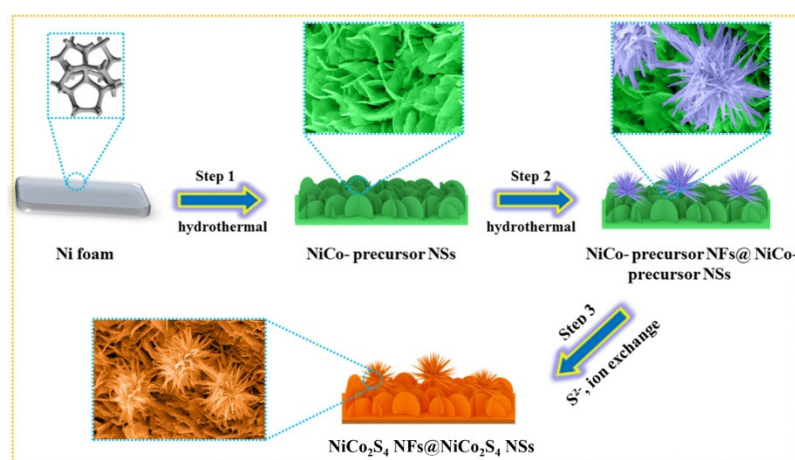 Step 1
hydrothermal
Step 2
hydrothermal
Ni foam
NiCo- precursor NSs
NiCo- precursor NFs@ NiCo-
precursor NSs
Step 3
S²⁻, ion exchange
NiCo₂S₄ NFs@NiCo₂S₄ NSs